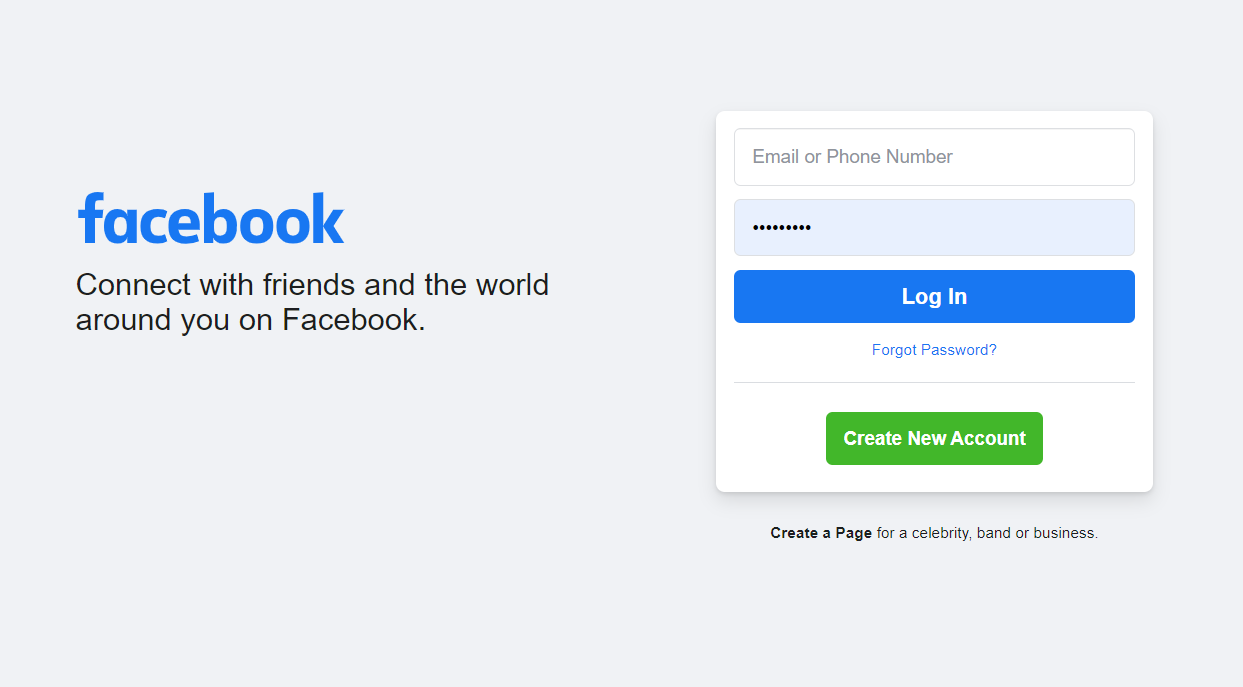 facebook
Connect with friends and the world
around you on Facebook.
Email or Phone Number
•••••••••
Log In
Forgot Password?
Create New Account
Create a Page for a celebrity, band or business.